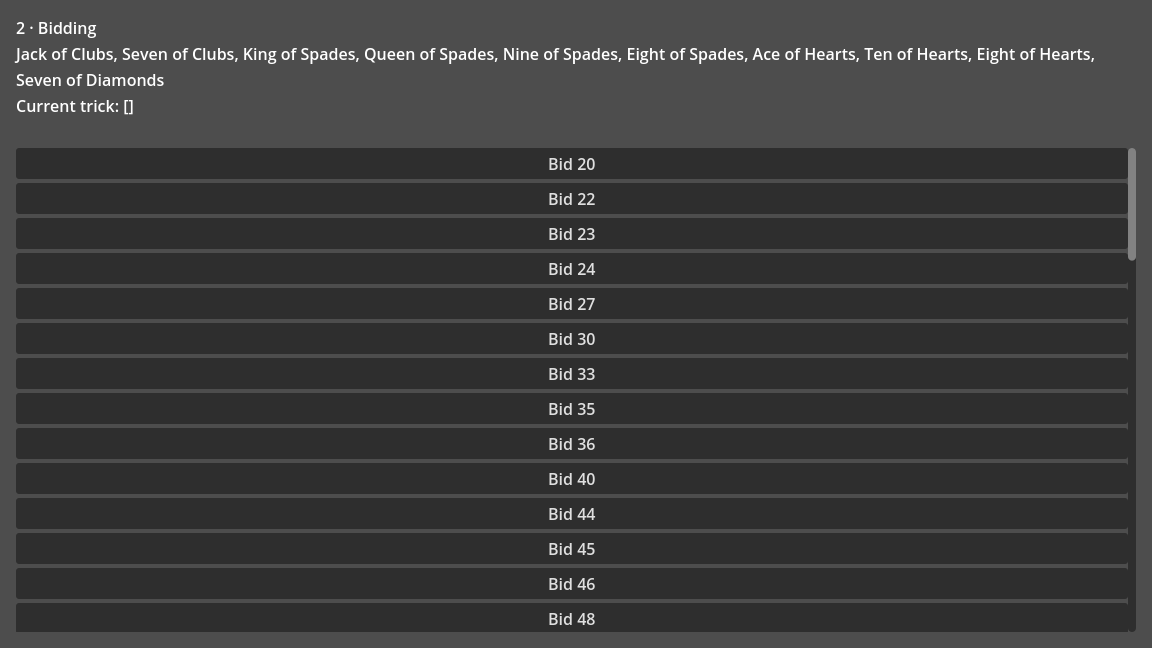 2 · Bidding
Jack of Clubs, Seven of Clubs, King of Spades, Queen of Spades, Nine of Spades, Eight of Spades, Ace of Hearts, Ten of Hearts, Eight of Hearts,
Seven of Diamonds
Current trick: []
Bid 20
Bid 22
Bid 23
Bid 24
Bid 27
Bid 30
Bid 33
Bid 35
Bid 36
Bid 40
Bid 44
Bid 45
Bid 46
Bid 48